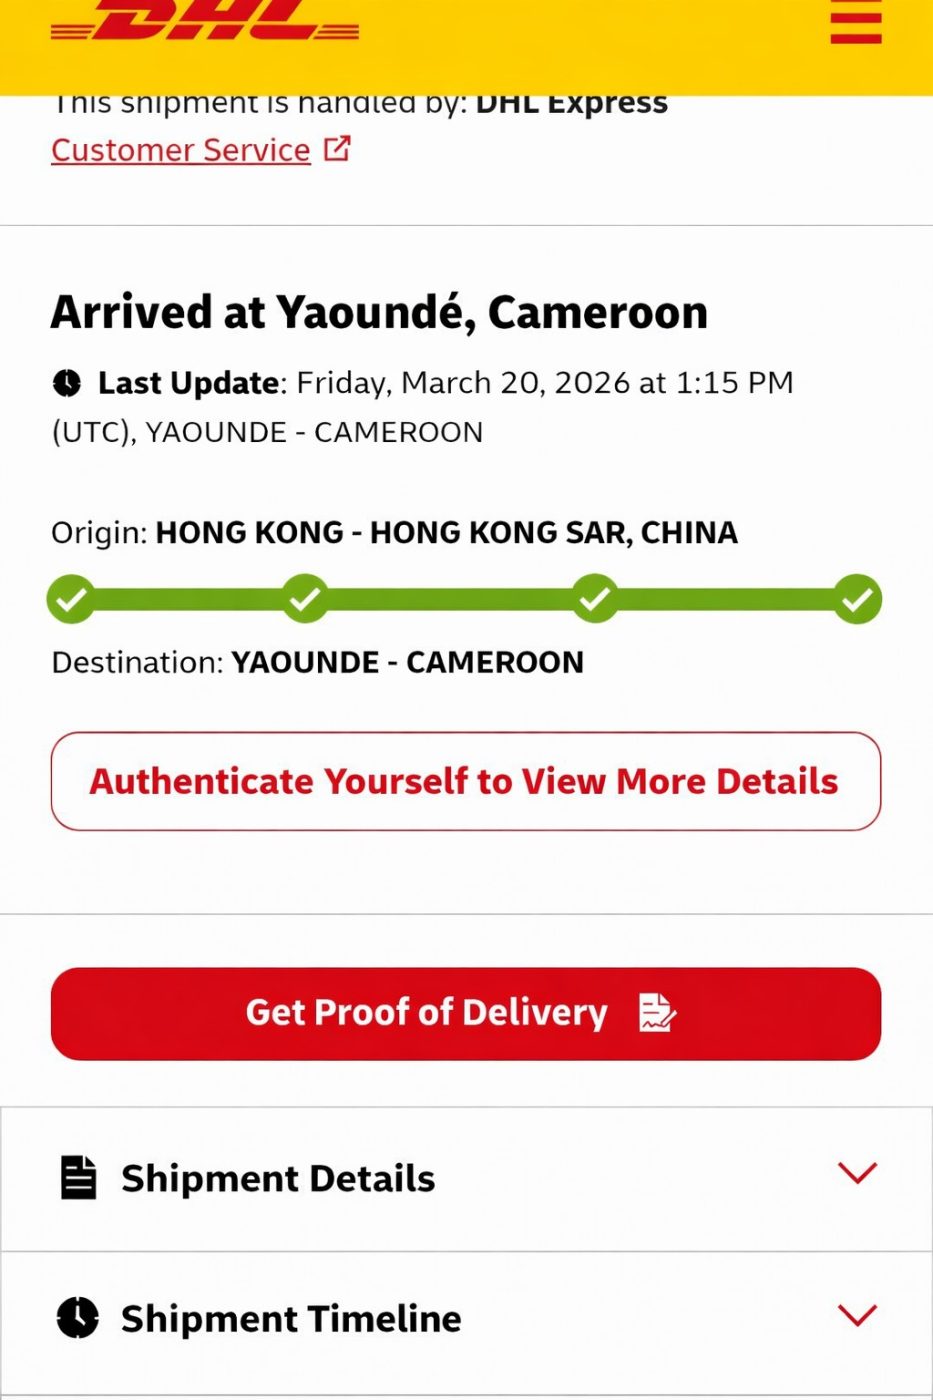 DHL
This shipment is handled by: DHL Express
Customer Service
Arrived at Yaoundé, Cameroon
Last Update: Friday, March 20, 2026 at 1:15 PM
(UTC), YAOUNDE - CAMEROON
Origin: HONG KONG - HONG KONG SAR, CHINA
Destination: YAOUNDE - CAMEROON
Authenticate Yourself to View More Details
Get Proof of Delivery
Shipment Details
Shipment Timeline